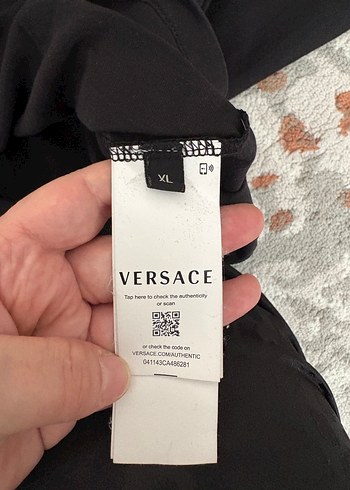 XL
VERSACE
Tap here to check the authenticity
or scan
or check the code on
VERSACE.COM/AUTHENTIC
041143CA486281